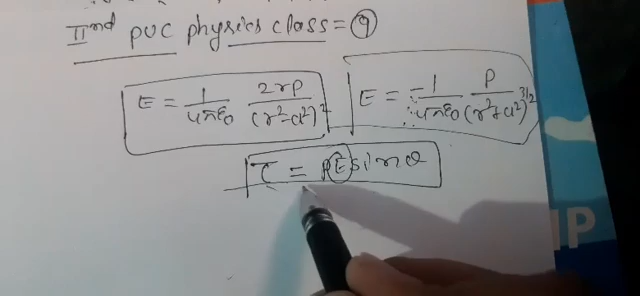 IInd PUC physics class = 9
E = 1/4πε0 2rP/(r²-a²)²
E = -1/4πε0 P/(r²+a²)^3/2
τ = PE sinθ
IP